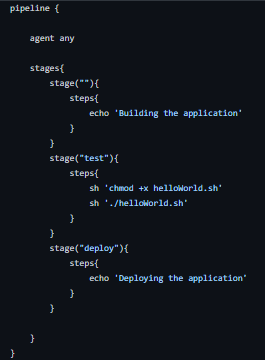 pipeline {
    agent any
    stages{
        stage(""){
            steps{
                echo 'Building the application'
            }
        }
        stage("test"){
            steps{
                sh 'chmod +x helloWorld.sh'
                sh './helloWorld.sh'
            }
        }
        stage("deploy"){
            steps{
                echo 'Deploying the application'
            }
        }
    }
}